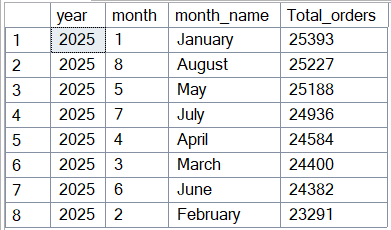 year month month_name Total_orders
1 2025 1 January 25393
2 2025 8 August 25227
3 2025 5 May 25188
4 2025 7 July 24936
5 2025 4 April 24584
6 2025 3 March 24400
7 2025 6 June 24382
8 2025 2 February 23291